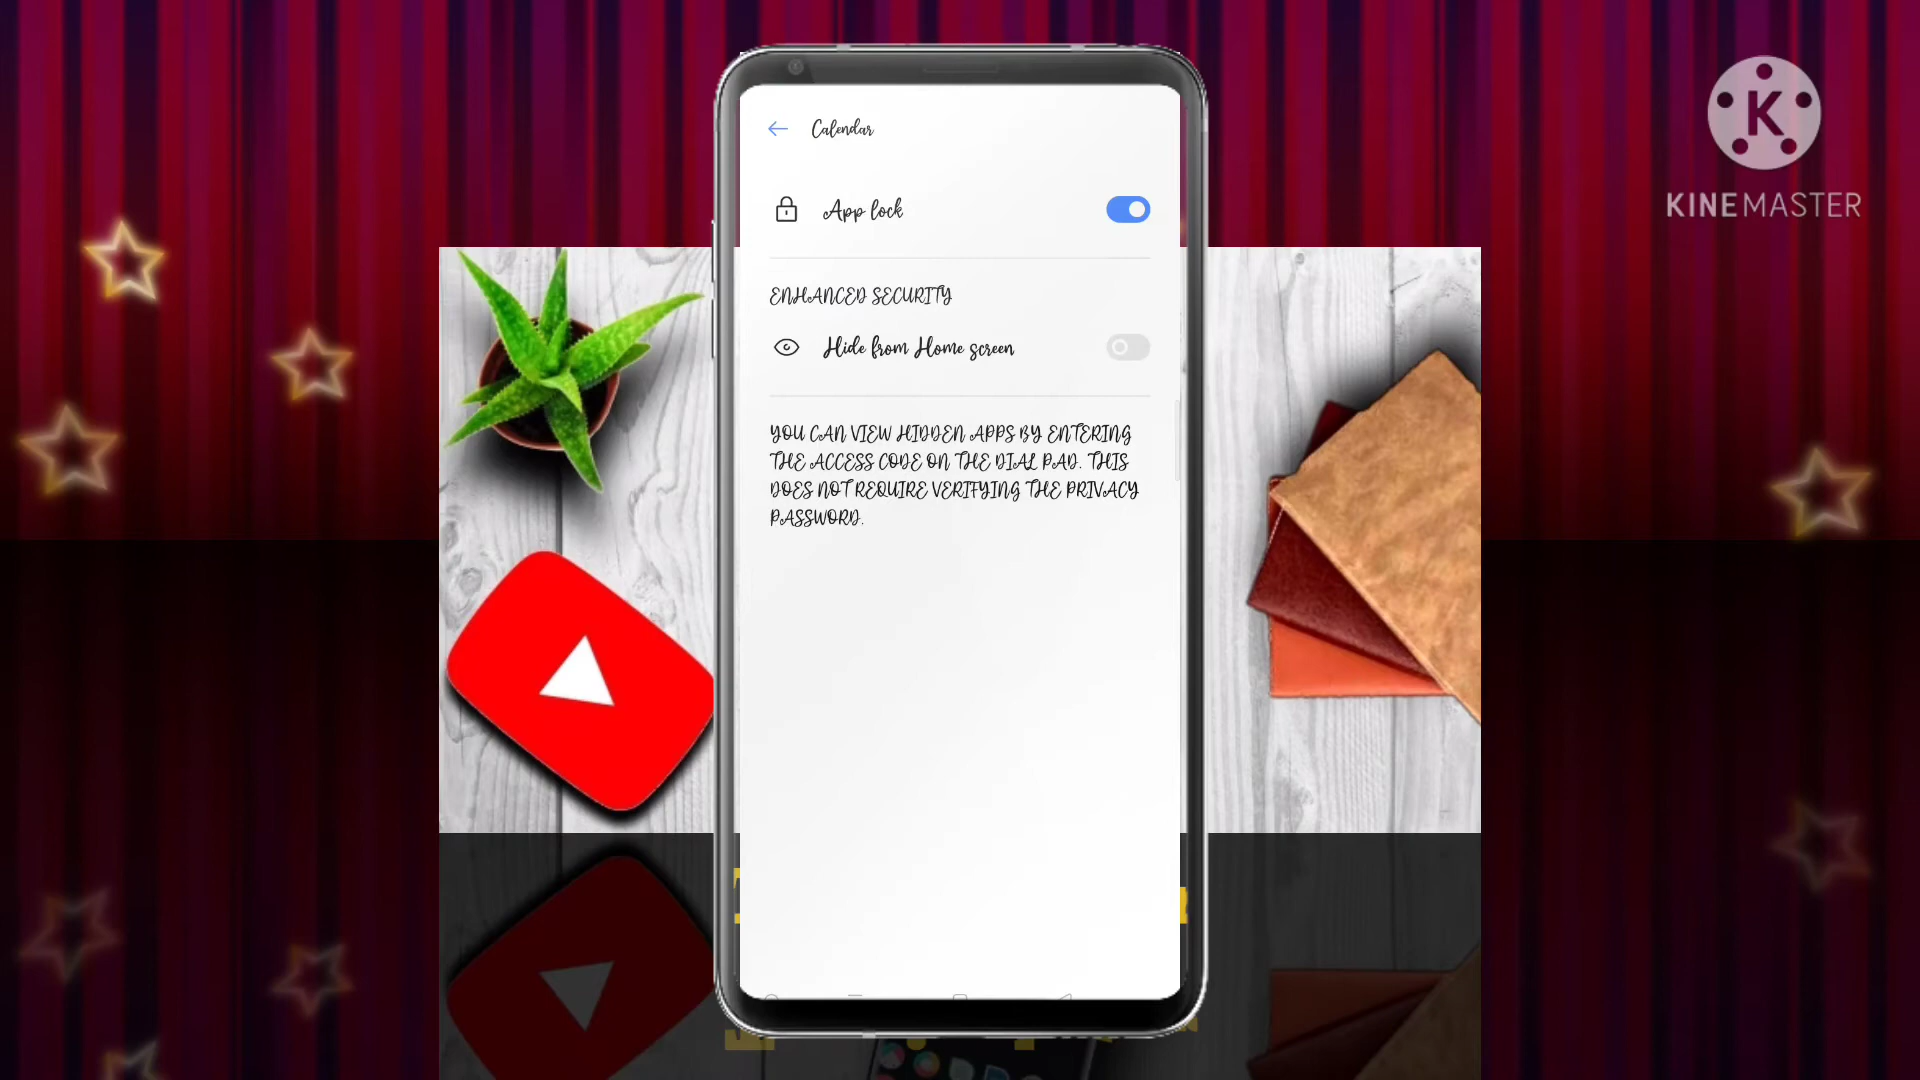 Calendar
App lock
ENHANCED SECURITY
Hide from Home screen
YOU CAN VIEW HIDDEN APPS BY ENTERING
THE ACCESS CODE ON THE DIAL PAD. THIS
DOES NOT REQUIRE VERIFYING THE PRIVACY
PASSWORD.
K
KINEMASTER